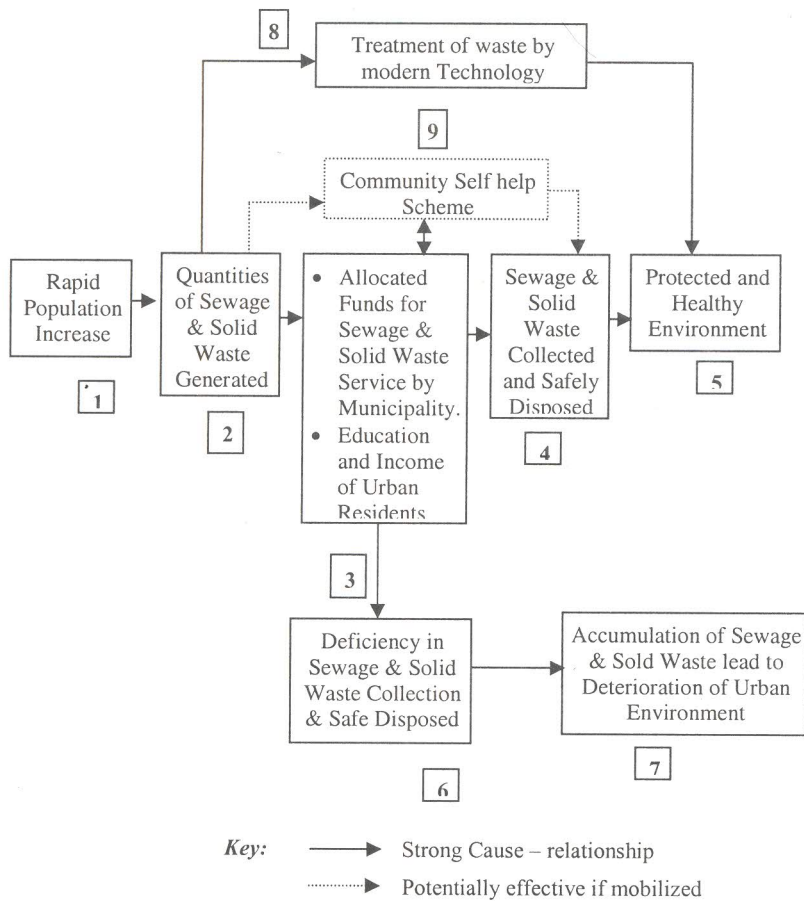 8
Treatment of waste by
modern Technology
9
Community Self help
Scheme
Rapid
Population
Increase
1
Quantities
of Sewage
& Solid
Waste
Generated
2
• Allocated
Funds for
Sewage &
Solid Waste
Service by
Municipality.
• Education
and Income
of Urban
Residents
3
Sewage &
Solid
Waste
Collected
and Safely
Disposed
4
Protected and
Healthy
Environment
5
Deficiency in
Sewage & Solid
Waste Collection
& Safe Disposed
6
Accumulation of Sewage
& Sold Waste lead to
Deterioration of Urban
Environment
7
Key:
Strong Cause – relationship
Potentially effective if mobilized